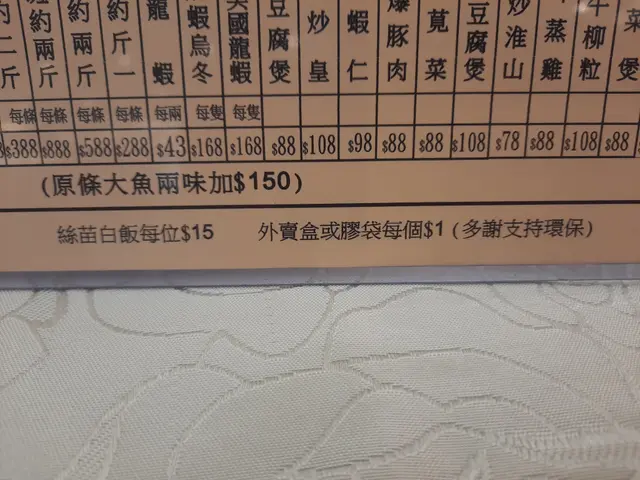 煲
柳粒
蒸雞
炒淮山
豆腐煲
莧菜
爆豚肉
蝦仁
炒皇
豆腐煲
國龍蝦
蝦烏冬
龍蝦
約斤一
約兩斤
約兩斤
二斤
每條 每條 每條 每條 每兩 每隻 每隻
$388 $888 $588 $288 $43 $168 $168 $88 $108 $98 $88 $88 $108 $78 $88 $108 $88
(原條大魚兩味加$150)
絲苗白飯每位$15 外賣盒或膠袋每個$1 (多謝支持環保)